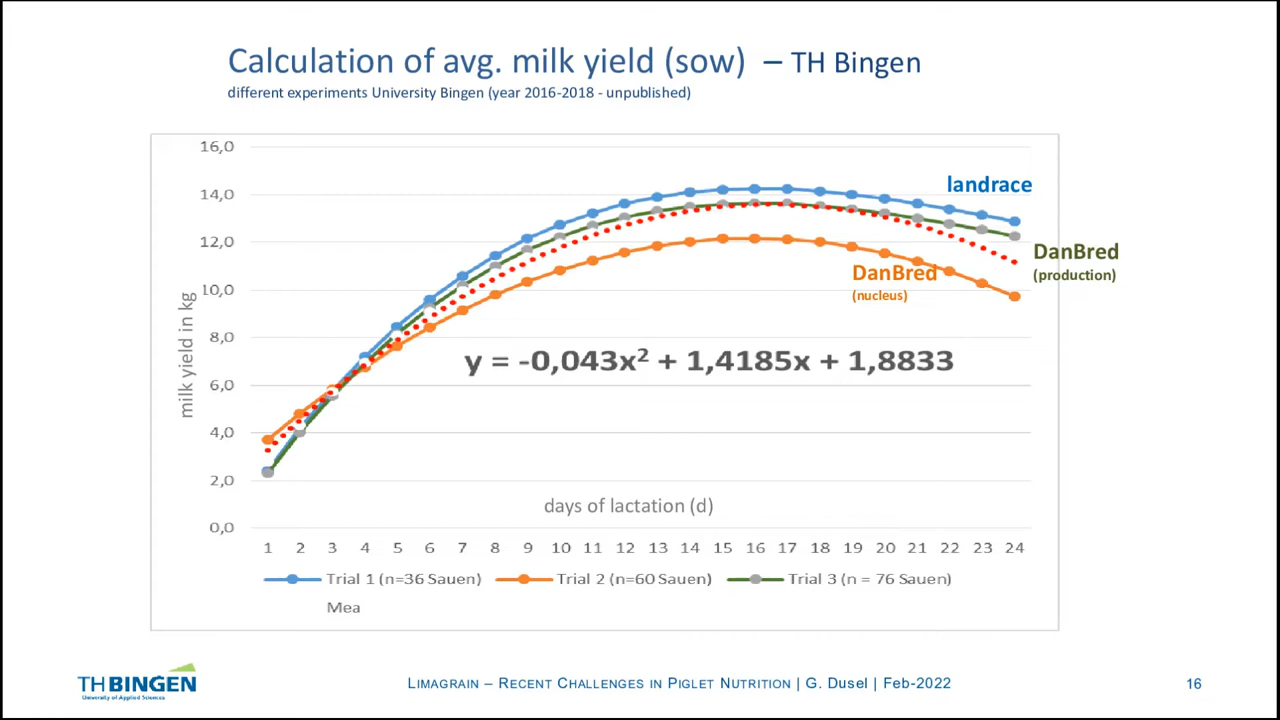 Calculation of avg. milk yield (sow) – TH Bingen
different experiments University Bingen (year 2016-2018 - unpublished)
16,0
14,0
12,0
10,0
8,0
6,0
4,0
2,0
0,0
milk yield in kg
landrace
DanBred
(production)
DanBred
(nucleus)
y = -0,043x² + 1,4185x + 1,8833
days of lactation (d)
1 2 3 4 5 6 7 8 9 10 11 12 13 14 15 16 17 18 19 20 21 22 23 24
Trial 1 (n=36 Sauen) Trial 2 (n=60 Sauen) Trial 3 (n = 76 Sauen)
Mea
TH BINGEN
University of Applied Sciences
LIMAGRAIN – RECENT CHALLENGES IN PIGLET NUTRITION | G. Dusel | Feb-2022
16